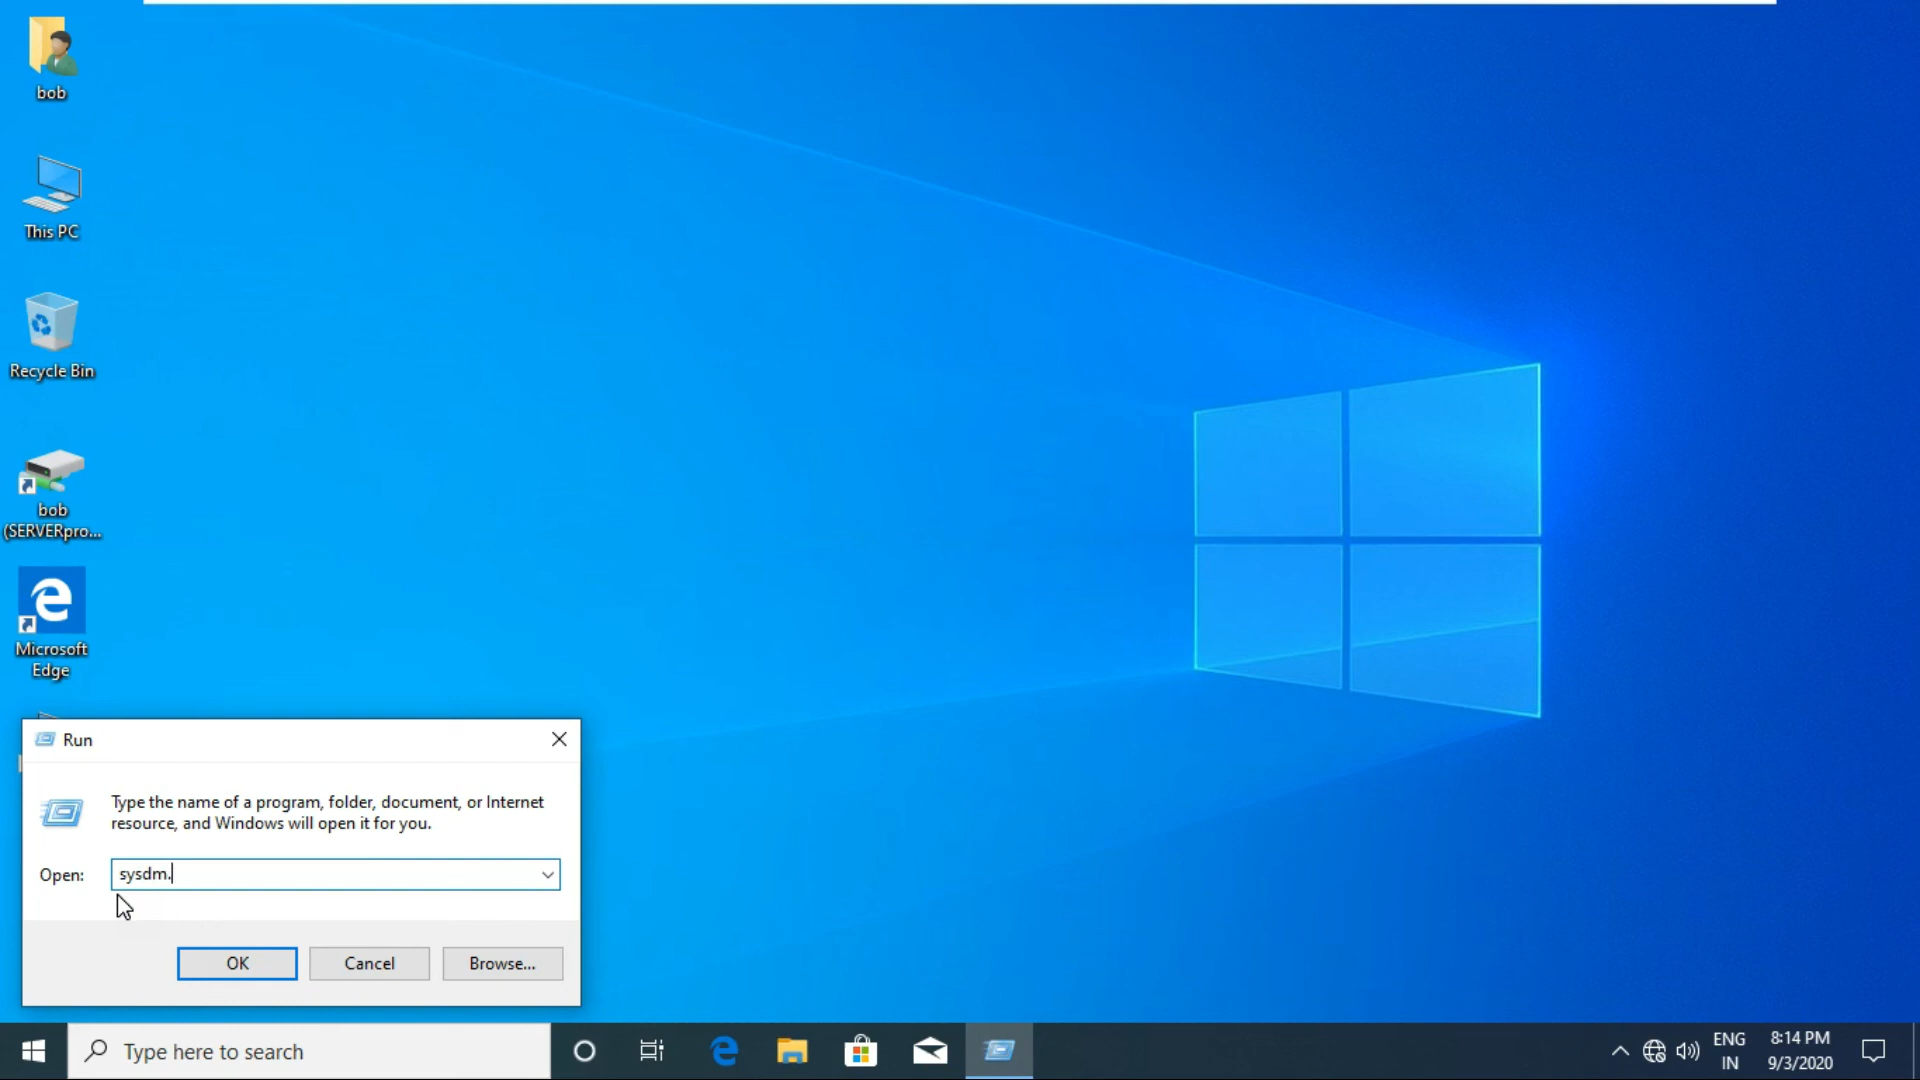 bob
This PC
Recycle Bin
bob
(SERVERpro...
Microsoft
Edge
Run
Type the name of a program, folder, document, or Internet
resource, and Windows will open it for you.
Open:
sysdm.
OK
Cancel
Browse...
Type here to search
ENG
IN
8:14 PM
9/3/2020